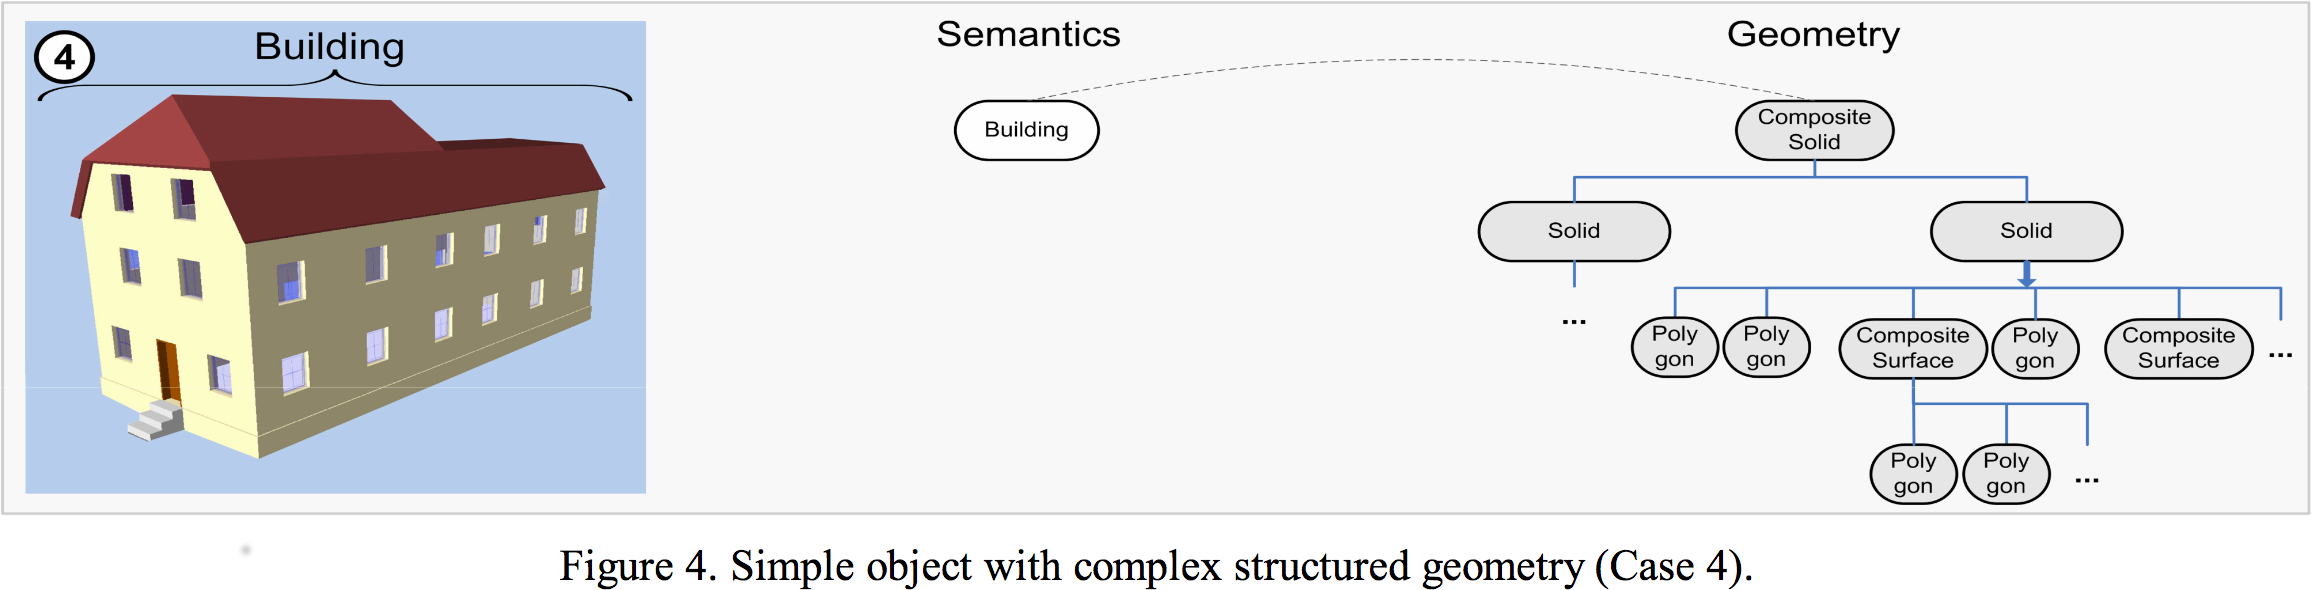 4
Building
Semantics
Geometry
Building
Composite
Solid
Solid
Solid
...
Poly
gon
Poly
gon
Composite
Surface
Poly
gon
Composite
Surface
...
Poly
gon
Poly
gon
...
Figure 4. Simple object with complex structured geometry (Case 4).